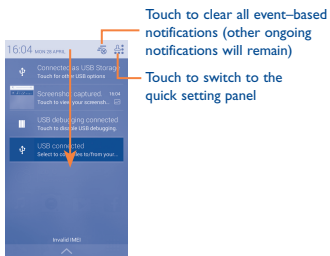 Touch to clear all event–based
notifications (other ongoing
notifications will remain)
Touch to switch to the
quick setting panel
16:04 MON 28 APRIL
Connected as USB Storage
Touch for other USB options
Screenshot captured. 16:04
Touch to view your screensh...
USB debugging connected
Touch to disable USB debugging.
USB connected
Select to copy files to/from your...
Invalid IMEI